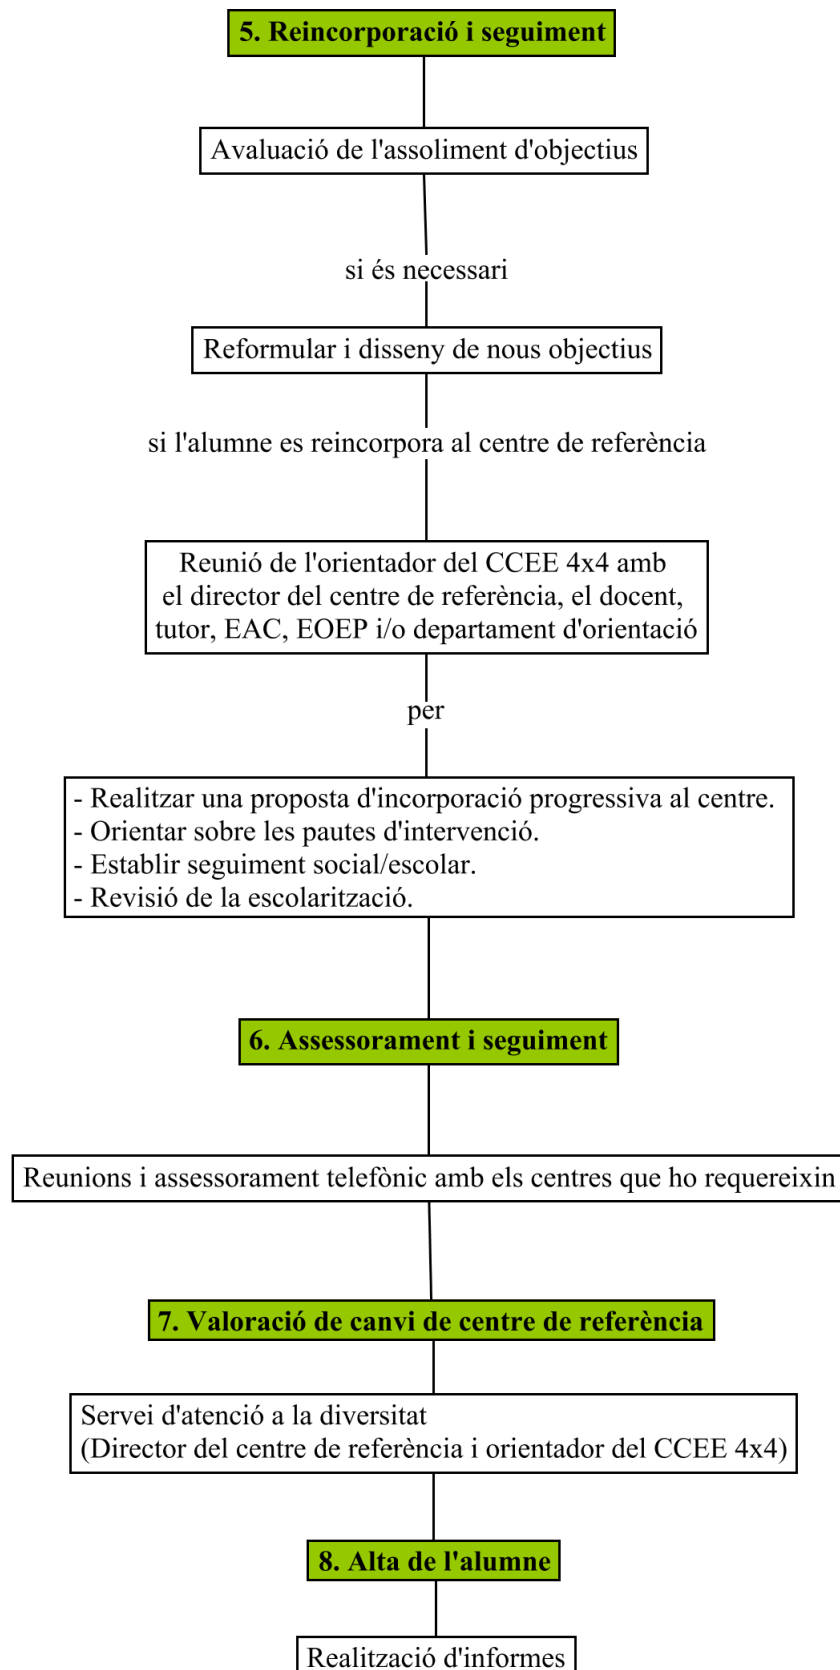 5. Reincorporació i seguiment
Avaluació de l'assoliment d'objectius
si és necessari
Reformular i disseny de nous objectius
si l'alumne es reincorpora al centre de referència
Reunió de l'orientador del CCEE 4x4 amb
el director del centre de referència, el docent,
tutor, EAC, EOEP i/o departament d'orientació
per
- Realitzar una proposta d'incorporació progressiva al centre.
- Orientar sobre les pautes d'intervenció.
- Establir seguiment social/escolar.
- Revisió de la escolarització.
6. Assessorament i seguiment
Reunions i assessorament telefònic amb els centres que ho requereixin
7. Valoració de canvi de centre de referència
Servei d'atenció a la diversitat
(Director del centre de referència i orientador del CCEE 4x4)
8. Alta de l'alumne
Realització d'informes